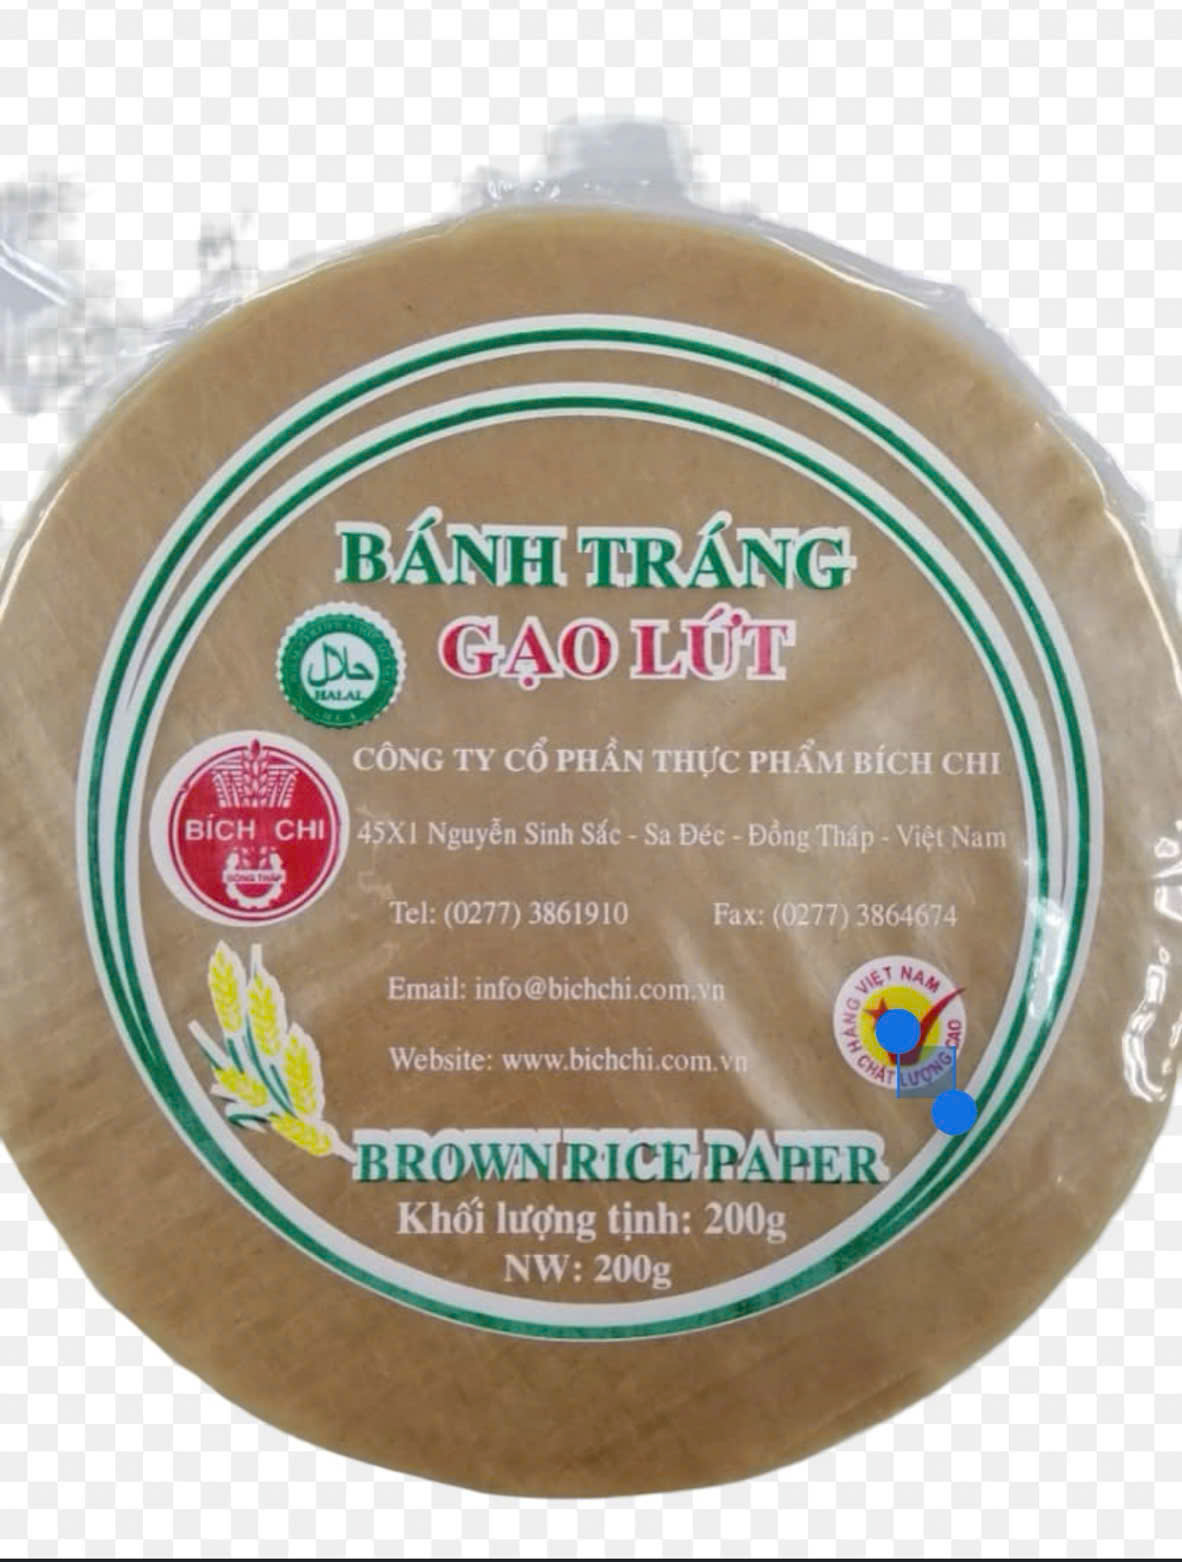 BÁNH TRÁNG
GẠO LỨT
حلال
HALAL
CÔNG TY CỔ PHẦN THỰC PHẨM BÍCH CHI
BÍCH CHI
ĐỒNG THÁP
45X1 Nguyễn Sinh Sắc - Sa Đéc - Đồng Tháp - Việt Nam
Tel: (0277) 3861910 Fax: (0277) 3864674
Email: info@bichchi.com.vn
HÀNG VIỆT NAM
CHẤT LƯỢNG CAO
Website: www.bichchi.com.vn
BROWN RICE PAPER
Khối lượng tịnh: 200g
NW: 200g